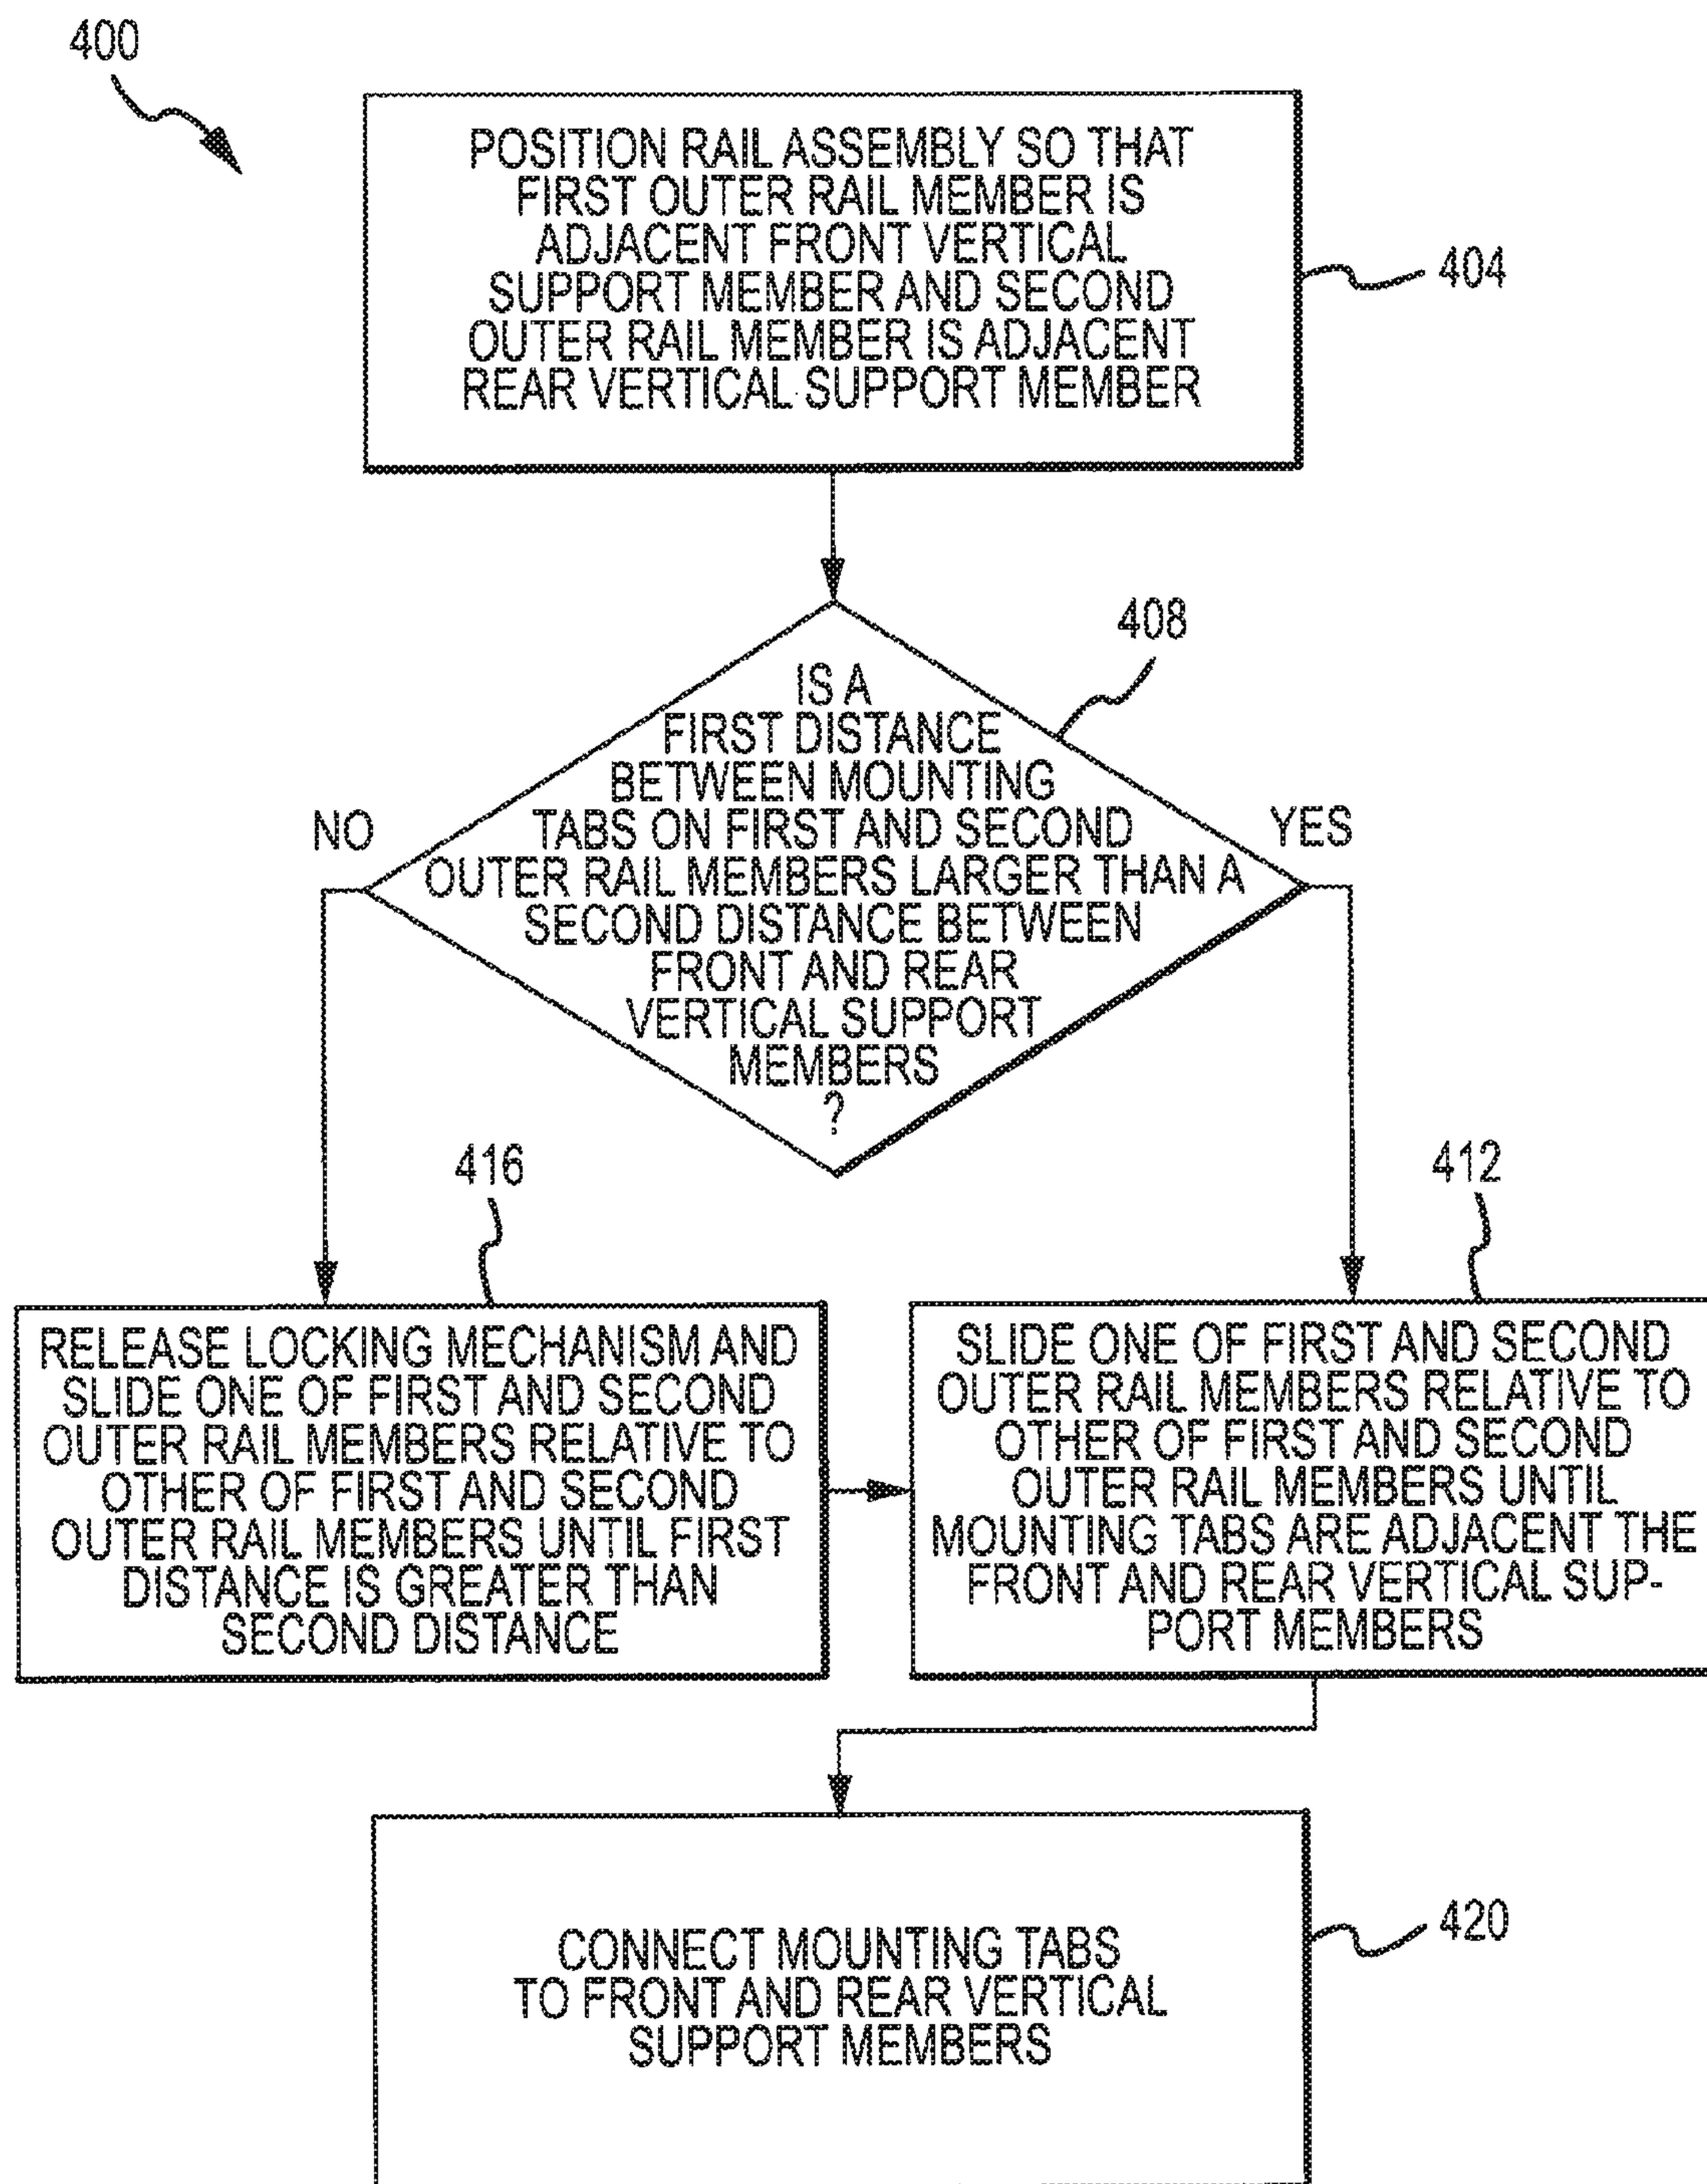 400
POSITION RAIL ASSEMBLY SO THAT
FIRST OUTER RAIL MEMBER IS
ADJACENT FRONT VERTICAL
SUPPORT MEMBER AND SECOND
OUTER RAIL MEMBER IS ADJACENT
REAR VERTICAL SUPPORT MEMBER
404
408
IS A
FIRST DISTANCE
BETWEEN MOUNTING
TABS ON FIRST AND SECOND
OUTER RAIL MEMBERS LARGER THAN A
SECOND DISTANCE BETWEEN
FRONT AND REAR
VERTICAL SUPPORT
MEMBERS
?
NO
YES
416
RELEASE LOCKING MECHANISM AND
SLIDE ONE OF FIRST AND SECOND
OUTER RAIL MEMBERS RELATIVE TO
OTHER OF FIRST AND SECOND
OUTER RAIL MEMBERS UNTIL FIRST
DISTANCE IS GREATER THAN
SECOND DISTANCE
412
SLIDE ONE OF FIRST AND SECOND
OUTER RAIL MEMBERS RELATIVE TO
OTHER OF FIRST AND SECOND
OUTER RAIL MEMBERS UNTIL
MOUNTING TABS ARE ADJACENT THE
FRONT AND REAR VERTICAL SUP-
PORT MEMBERS
CONNECT MOUNTING TABS
TO FRONT AND REAR VERTICAL
SUPPORT MEMBERS
420